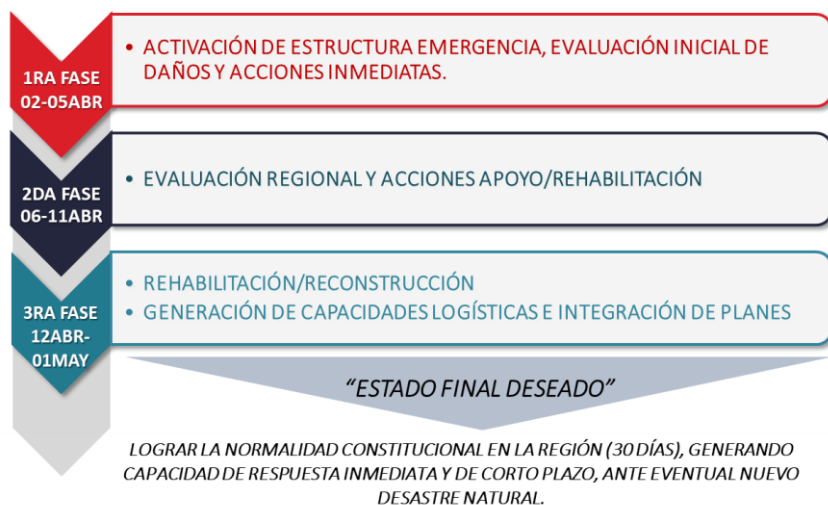 1RA FASE
02-05ABR
• ACTIVACIÓN DE ESTRUCTURA EMERGENCIA, EVALUACIÓN INICIAL DE
DAÑOS Y ACCIONES INMEDIATAS.
2DA FASE
06-11ABR
• EVALUACIÓN REGIONAL Y ACCIONES APOYO/REHABILITACIÓN
3RA FASE
12ABR-
01MAY
• REHABILITACIÓN/RECONSTRUCCIÓN
• GENERACIÓN DE CAPACIDADES LOGÍSTICAS E INTEGRACIÓN DE PLANES
“ESTADO FINAL DESEADO”
LOGRAR LA NORMALIDAD CONSTITUCIONAL EN LA REGIÓN (30 DÍAS), GENERANDO
CAPACIDAD DE RESPUESTA INMEDIATA Y DE CORTO PLAZO, ANTE EVENTUAL NUEVO
DESASTRE NATURAL.